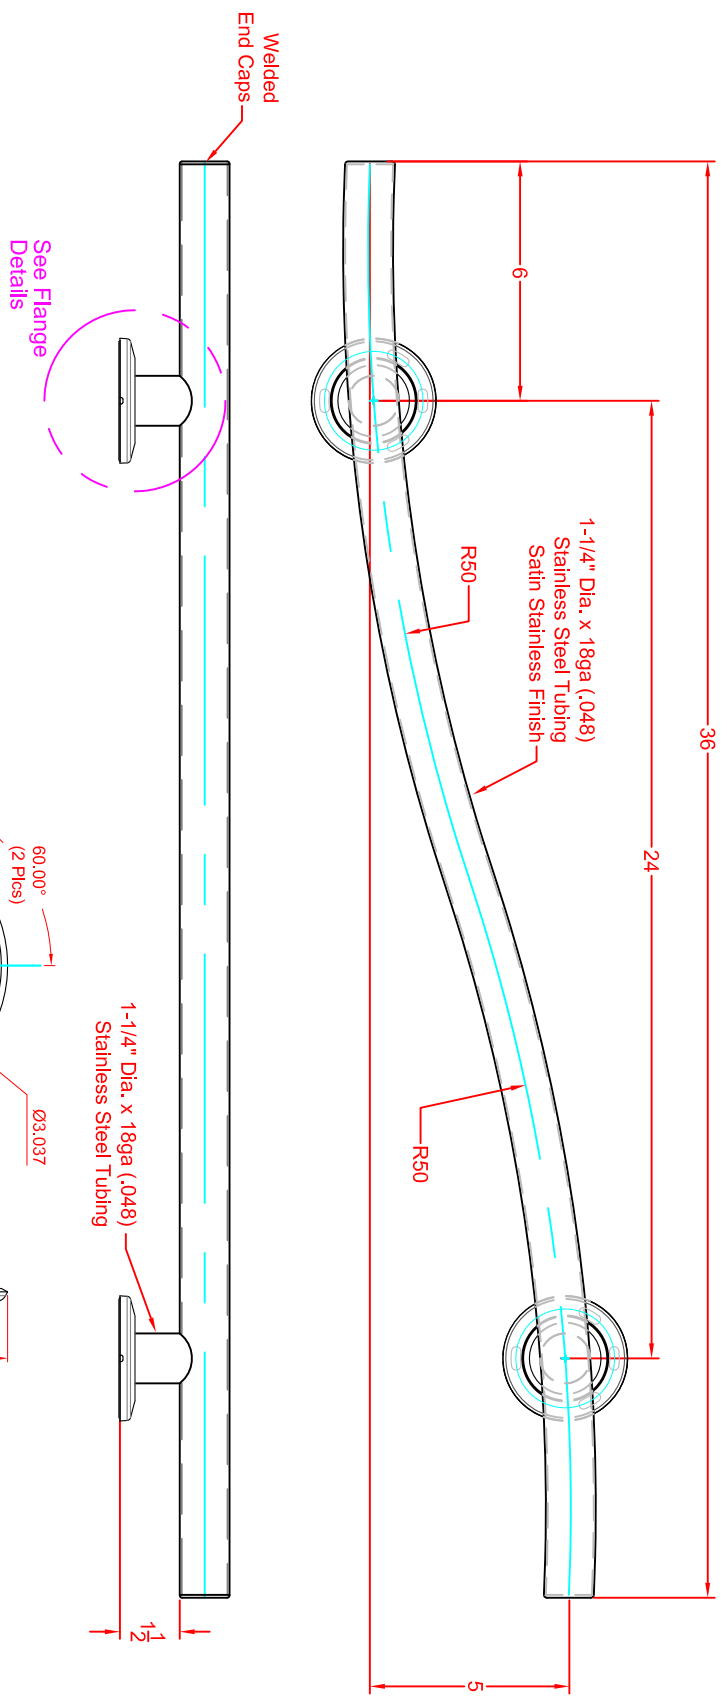 36
24
6
1-1/4" Dia. x 18ga (.048)
Stainless Steel Tubing
Satin Stainless Finish
R50
R50
5
Welded
End Caps
1-1/4" Dia. x 18ga (.048)
Stainless Steel Tubing
1 1/2
See Flange
Details
60.00°
(2 Plcs)
Ø3.037